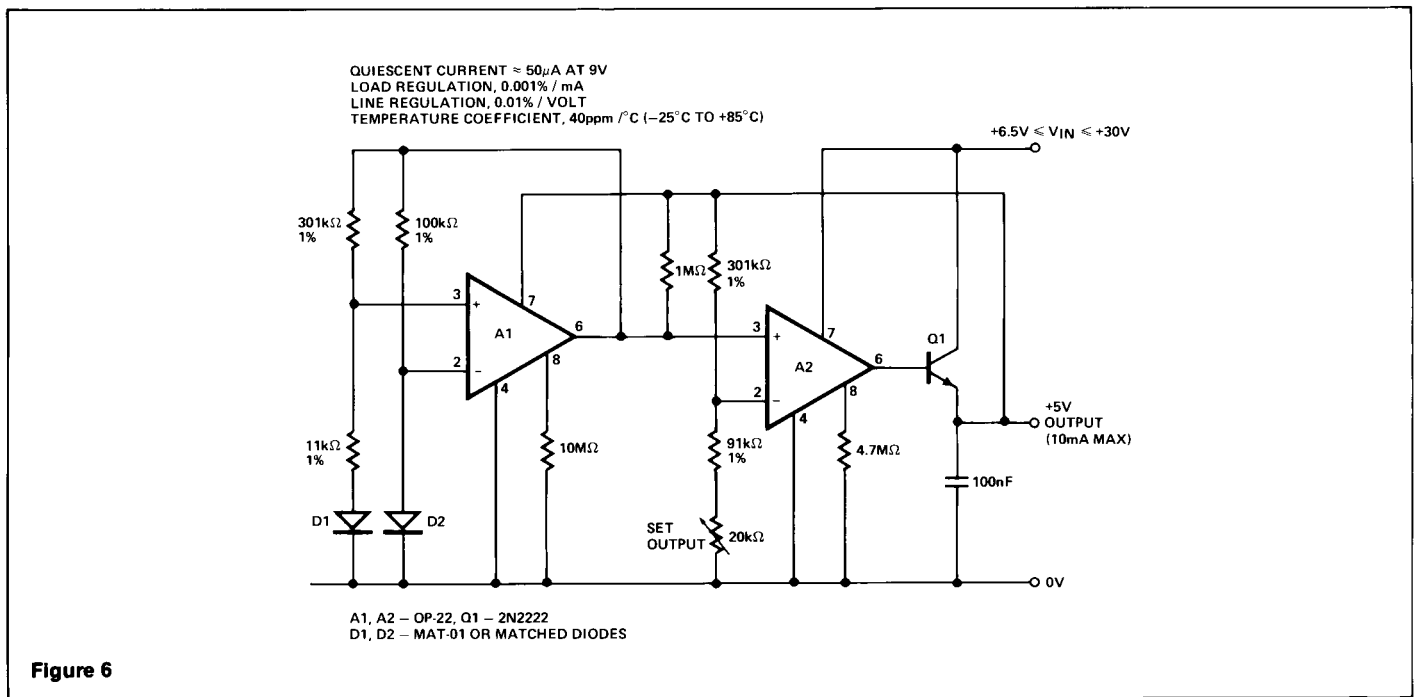 QUIESCENT CURRENT ≈ 50μA AT 9V
LOAD REGULATION, 0.001% / mA
LINE REGULATION, 0.01% / VOLT
TEMPERATURE COEFFICIENT, 40ppm /°C (−25°C TO +85°C)
+6.5V ≤ VIN ≤ +30V
301kΩ
1%
100kΩ
1%
1MΩ
301kΩ
1%
3
+
7
A1
6
2
−
8
4
3
+
7
A2
6
2
−
8
4
Q1
+5V
OUTPUT
(10mA MAX)
11kΩ
1%
10MΩ
91kΩ
1%
4.7MΩ
100nF
D1
D2
SET
OUTPUT
20kΩ
0V
A1, A2 – OP-22, Q1 – 2N2222
D1, D2 – MAT-01 OR MATCHED DIODES
Figure 6